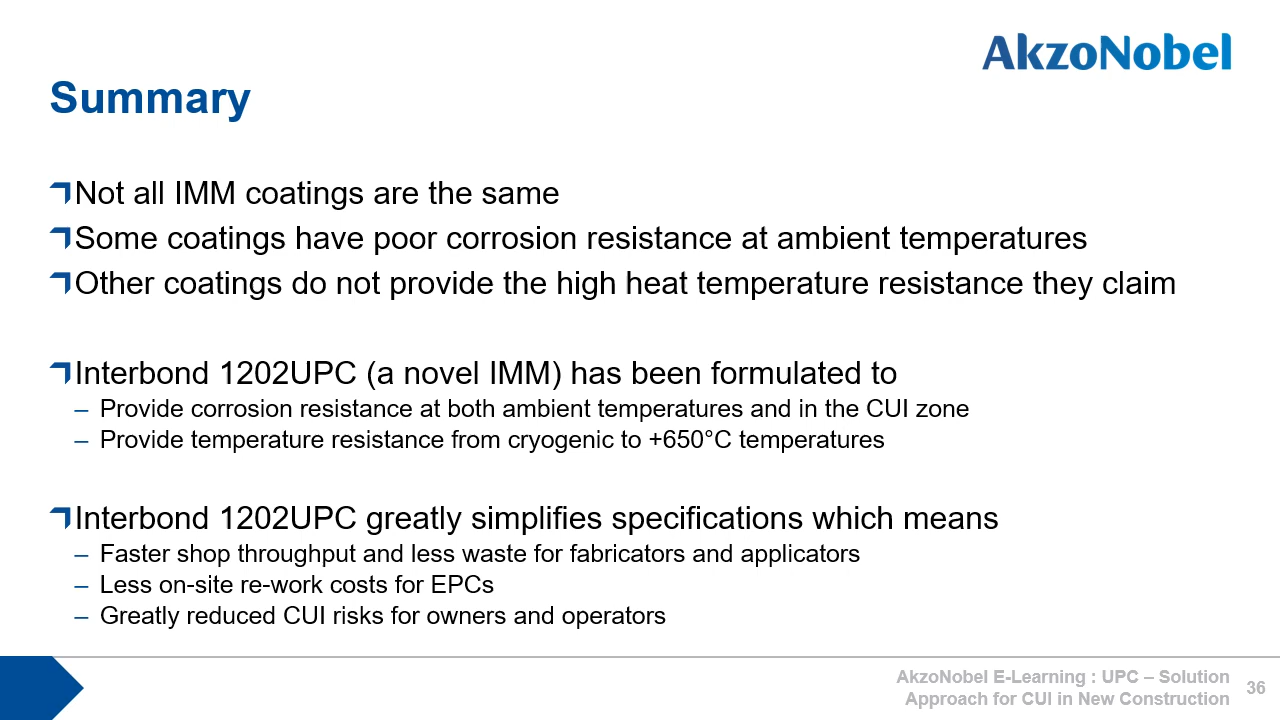 AkzoNobel
Summary
Not all IMM coatings are the same
Some coatings have poor corrosion resistance at ambient temperatures
Other coatings do not provide the high heat temperature resistance they claim
Interbond 1202UPC (a novel IMM) has been formulated to
– Provide corrosion resistance at both ambient temperatures and in the CUI zone
– Provide temperature resistance from cryogenic to +650°C temperatures
Interbond 1202UPC greatly simplifies specifications which means
– Faster shop throughput and less waste for fabricators and applicators
– Less on-site re-work costs for EPCs
– Greatly reduced CUI risks for owners and operators
AkzoNobel E-Learning : UPC – Solution
Approach for CUI in New Construction
36